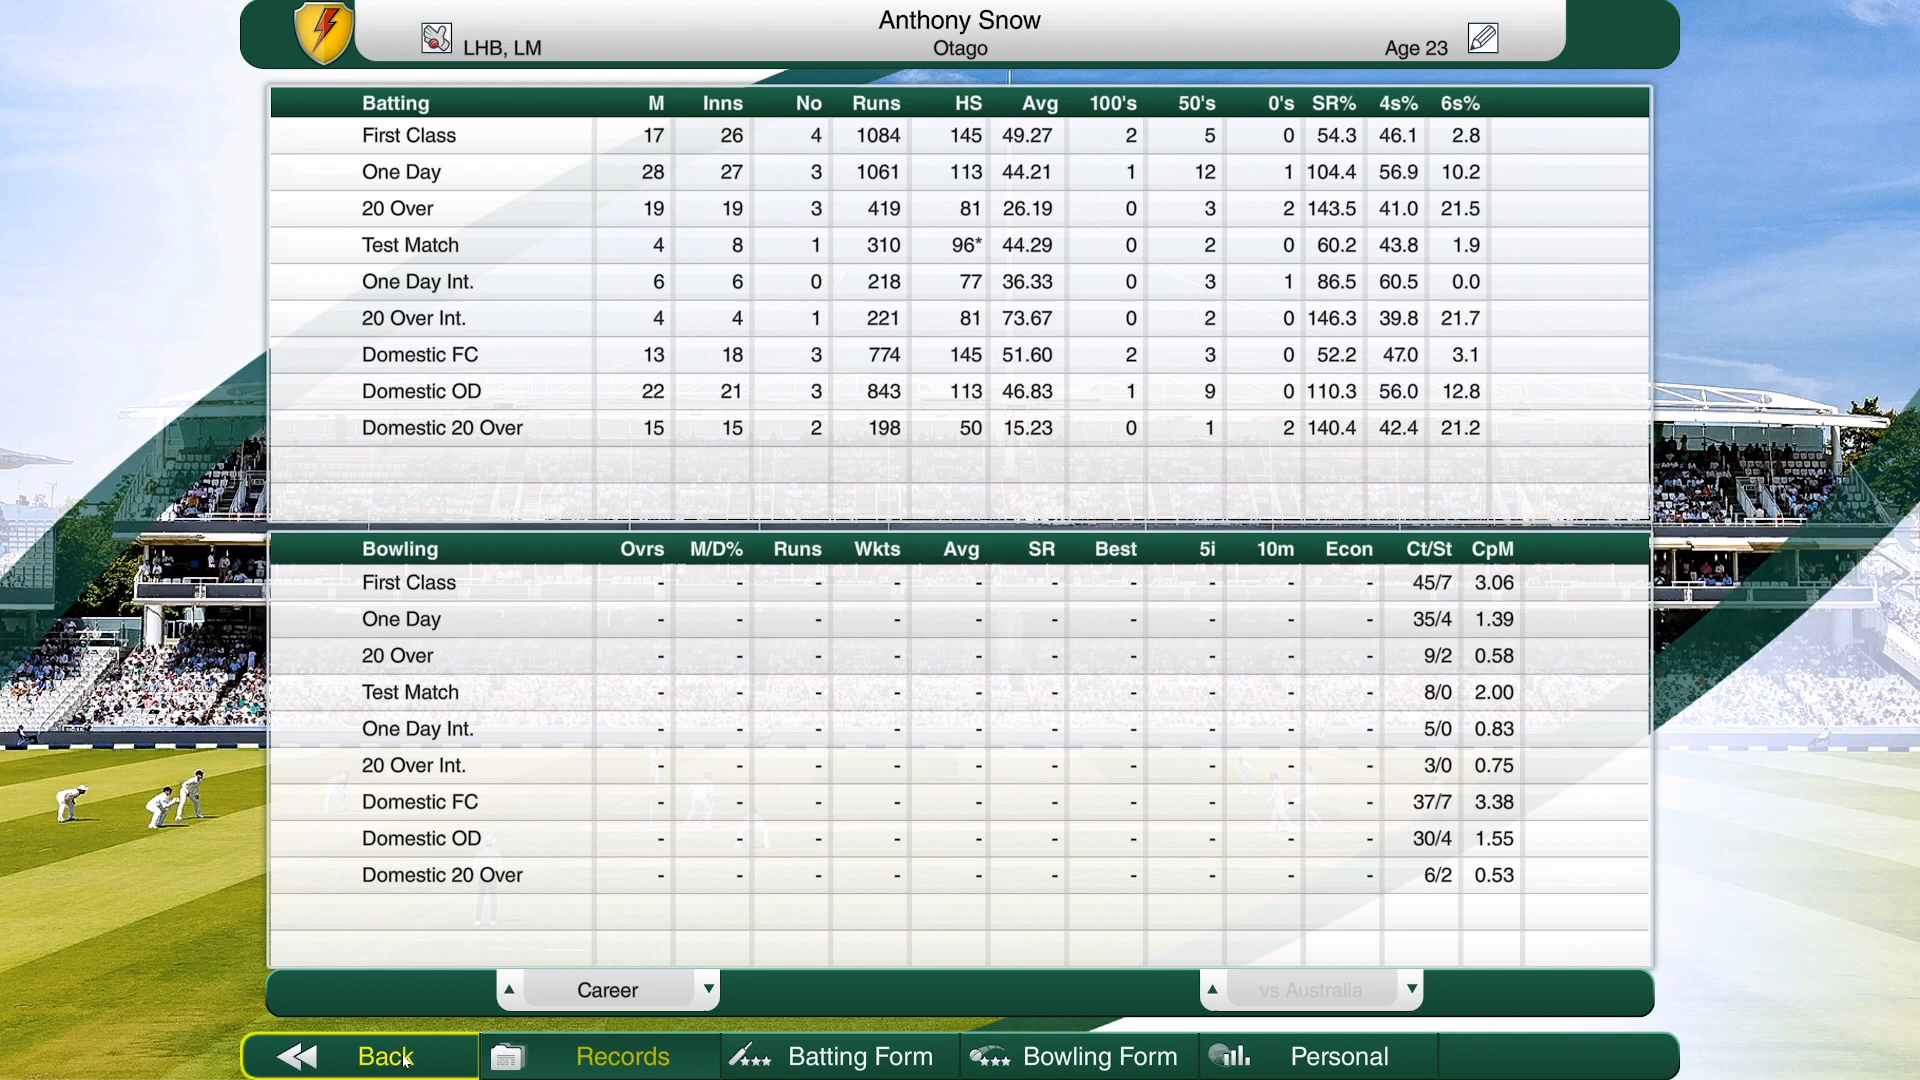 Anthony Snow
LHB, LM Otago Age 23
Batting M Inns No Runs HS Avg 100's 50's 0's SR% 4s% 6s%
First Class 17 26 4 1084 145 49.27 2 5 0 54.3 46.1 2.8
One Day 28 27 3 1061 113 44.21 1 12 1 104.4 56.9 10.2
20 Over 19 19 3 419 81 26.19 0 3 2 143.5 41.0 21.5
Test Match 4 8 1 310 96* 44.29 0 2 0 60.2 43.8 1.9
One Day Int. 6 6 0 218 77 36.33 0 3 1 86.5 60.5 0.0
20 Over Int. 4 4 1 221 81 73.67 0 2 0 146.3 39.8 21.7
Domestic FC 13 18 3 774 145 51.60 2 3 0 52.2 47.0 3.1
Domestic OD 22 21 3 843 113 46.83 1 9 0 110.3 56.0 12.8
Domestic 20 Over 15 15 2 198 50 15.23 0 1 2 140.4 42.4 21.2
Bowling Ovrs M/D% Runs Wkts Avg SR Best 5i 10m Econ Ct/St CpM
First Class - - - - - - - - - - 45/7 3.06
One Day - - - - - - - - - - 35/4 1.39
20 Over - - - - - - - - - - 9/2 0.58
Test Match - - - - - - - - - - 8/0 2.00
One Day Int. - - - - - - - - - - 5/0 0.83
20 Over Int. - - - - - - - - - - 3/0 0.75
Domestic FC - - - - - - - - - - 37/7 3.38
Domestic OD - - - - - - - - - - 30/4 1.55
Domestic 20 Over - - - - - - - - - - 6/2 0.53
Career vs Australia
Back Records Batting Form Bowling Form Personal